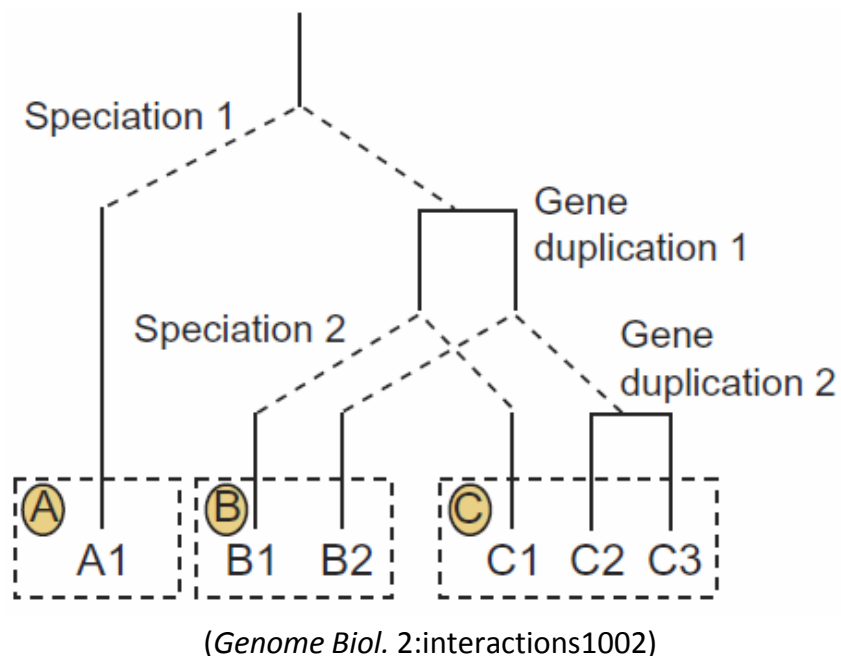 Speciation 1
Gene
duplication 1
Speciation 2
Gene
duplication 2
A
B
C
A1
B1
B2
C1
C2
C3
(Genome Biol. 2:interactions1002)